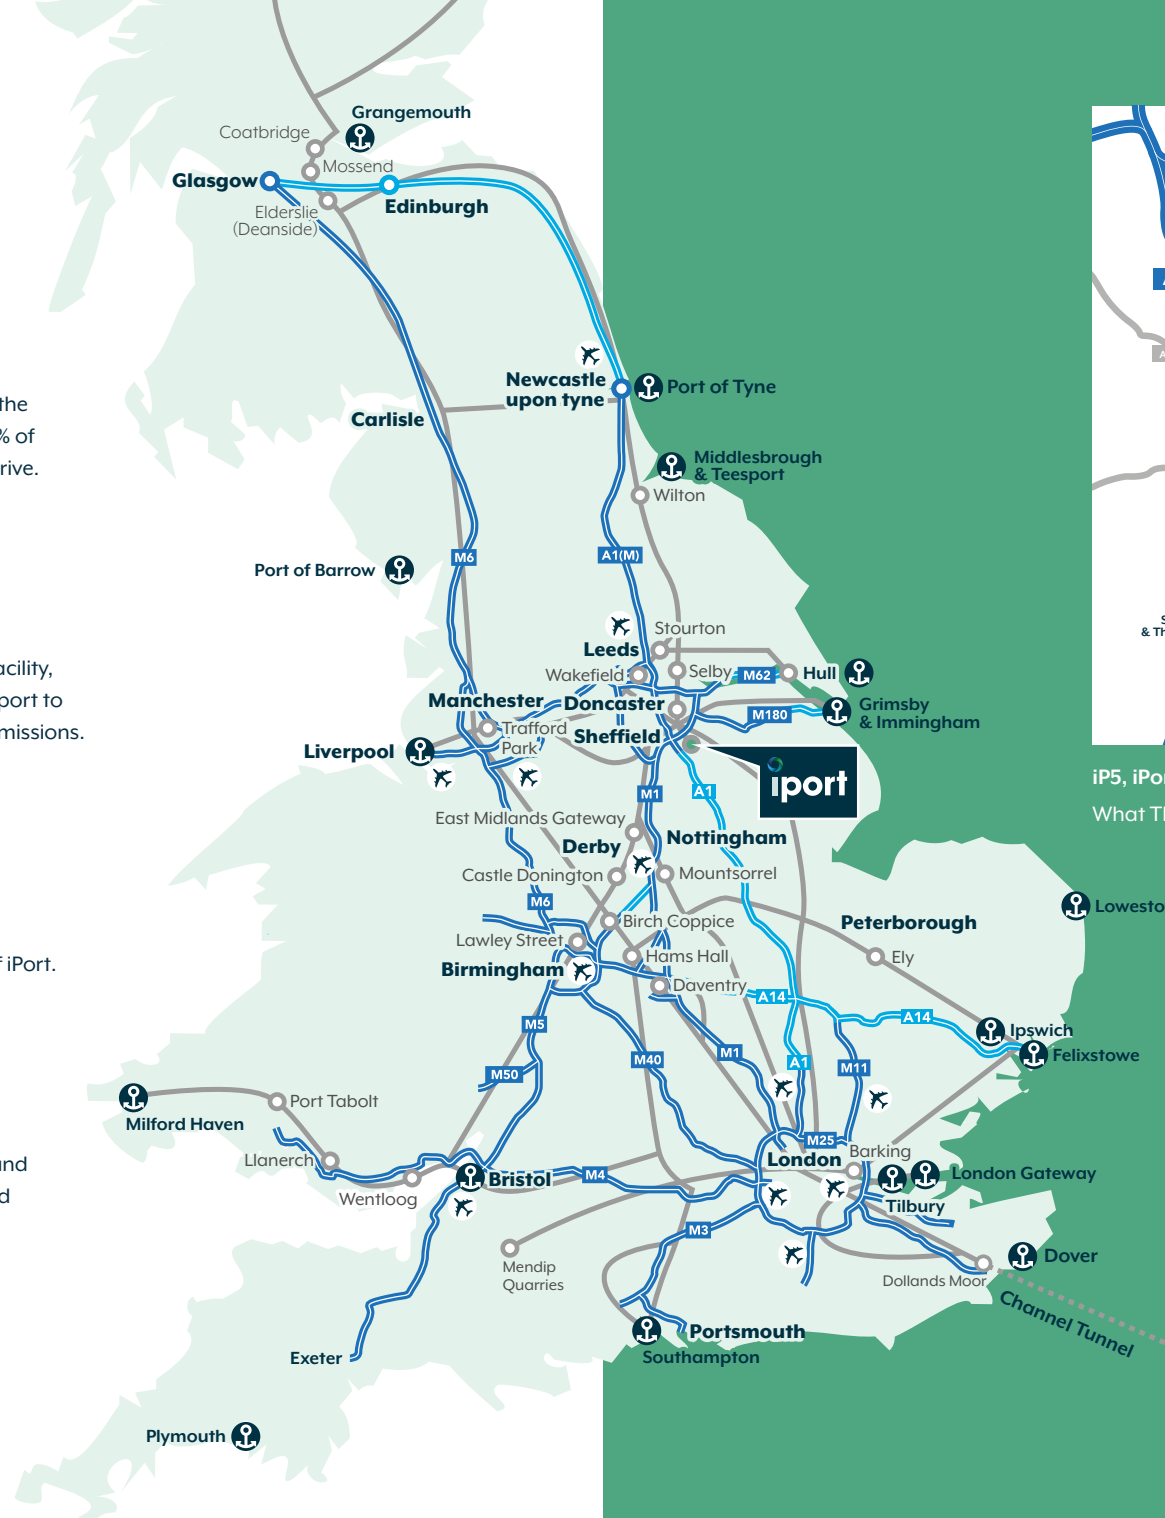 Grangemouth
Coatbridge
Mossend
Glasgow
Edinburgh
Elderslie
(Deanside)
Newcastle
upon tyne
Port of Tyne
the
% of
Carlisle
Middlesbrough
& Teesport
rive.
Wilton
M6
A1(M)
Port of Barrow
Stourton
& Th
Leeds
Wakefield
Selby
M62
Hull
acility,
port to
missions.
Manchester
Doncaster
Grimsby
& Immingham
M180
Trafford
Park
Sheffield
Liverpool
iport
M1
A1
iP5, iPo
What T
East Midlands Gateway
Derby
Nottingham
Castle Donington
Mountsorrel
M6
Lowesto
Birch Coppice
Peterborough
Lawley Street
Hams Hall
Ely
f iPort.
Birmingham
Daventry
A14
A14
M5
Ipswich
M1
M40
A1
M11
Felixstowe
M50
Port Tabolt
Milford Haven
M25
Barking
Llanerch
London
and
d
Bristol
M4
London Gateway
Wentloog
Tilbury
M3
Mendip
Quarries
Dover
Dollands Moor
Channel Tunnel
Portsmouth
Exeter
Southampton
Plymouth